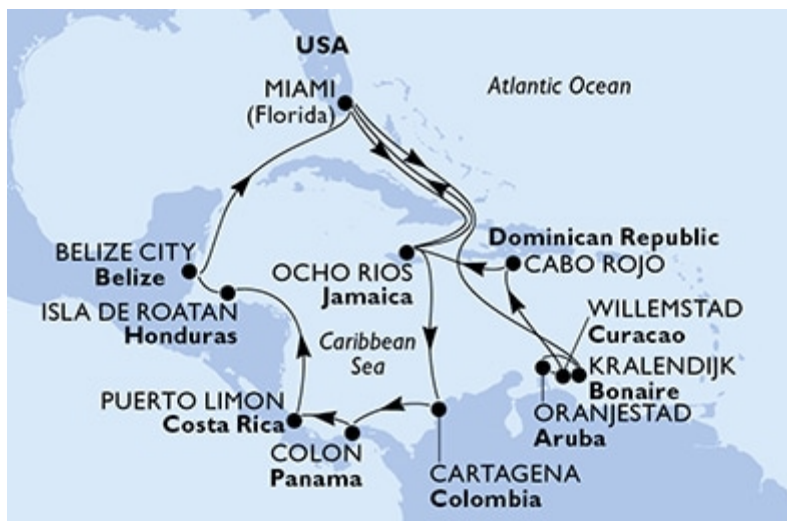 USA
MIAMI
(Florida)
Atlantic Ocean
BELIZE CITY
Belize
ISLA DE ROATAN
Honduras
OCHO RIOS
Jamaica
Dominican Republic
CABO ROJO
WILLEMSTAD
Curacao
Caribbean
Sea
KRALENDIJK
Bonaire
PUERTO LIMON
Costa Rica
ORANJESTAD
Aruba
COLON
Panama
CARTAGENA
Colombia